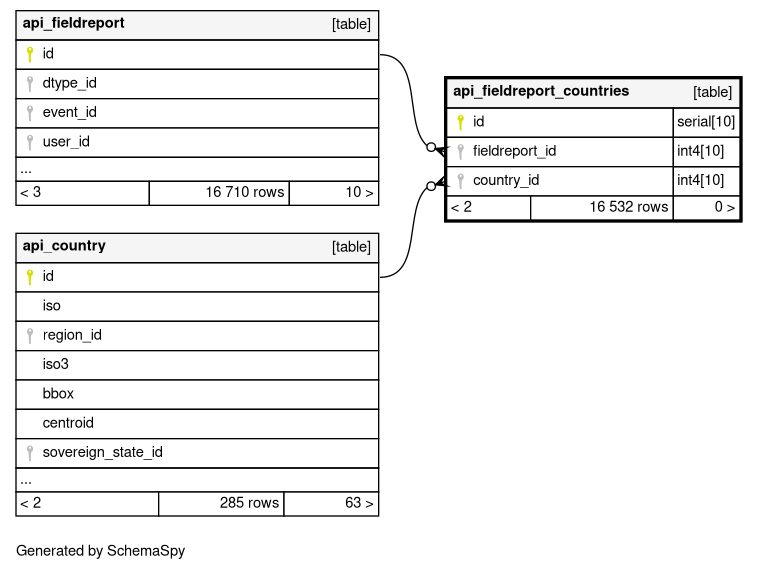 api_fieldreport [table]
id
dtype_id
event_id
user_id
...
< 3 16 710 rows 10 >
api_country [table]
id
iso
region_id
iso3
bbox
centroid
sovereign_state_id
...
< 2 285 rows 63 >
api_fieldreport_countries [table]
id serial[10]
fieldreport_id int4[10]
country_id int4[10]
< 2 16 532 rows 0 >
Generated by SchemaSpy